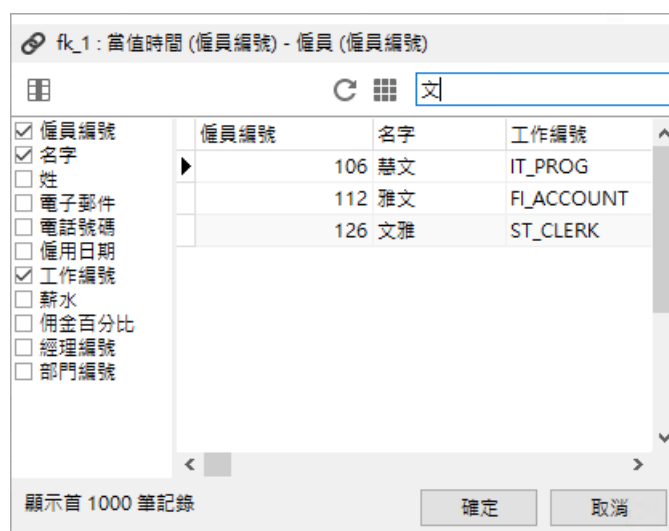 fk_1 : 當值時間 (僱員編號) - 僱員 (僱員編號)
文
僱員編號
名字
姓
電子郵件
電話號碼
僱用日期
工作編號
薪水
佣金百分比
經理編號
部門編號
僱員編號 名字 工作編號
106 慧文 IT_PROG
112 雅文 FI_ACCOUNT
126 文雅 ST_CLERK
顯示首 1000 筆記錄
確定 取消